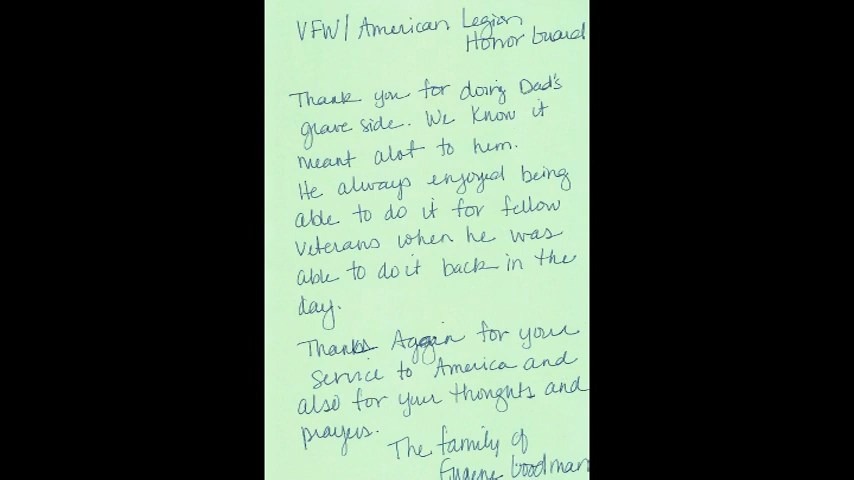 VFW/American Legion
Honor Guard
Thank you for doing Dad's
grave side. We know it
meant alot to him.
He always enjoyed being
able to do it for fellow
Veterans when he was
able to do it back in the
day.
Thanks Again for your
service to America and
also for your thoughts and
prayers.
The family of
Eugene Goodman